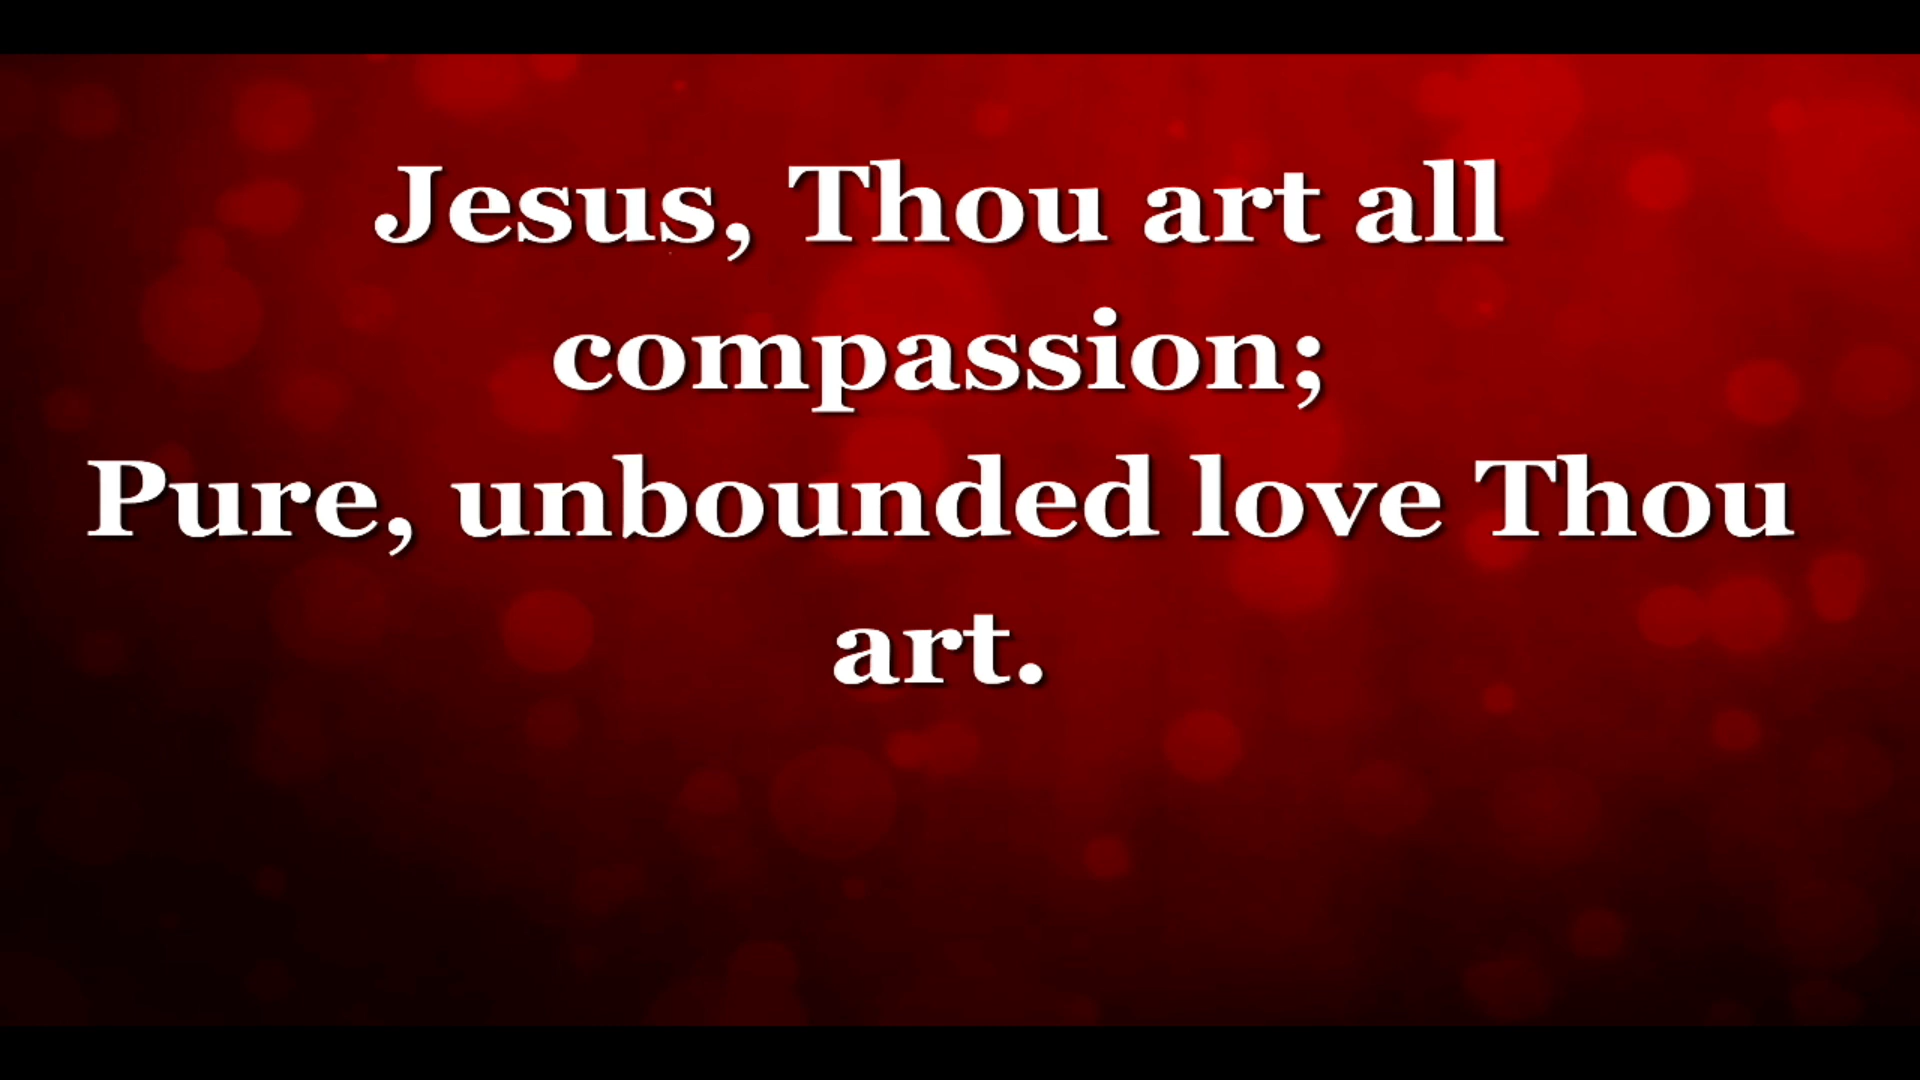 Jesus, Thou art all
compassion;
Pure, unbounded love Thou
art.